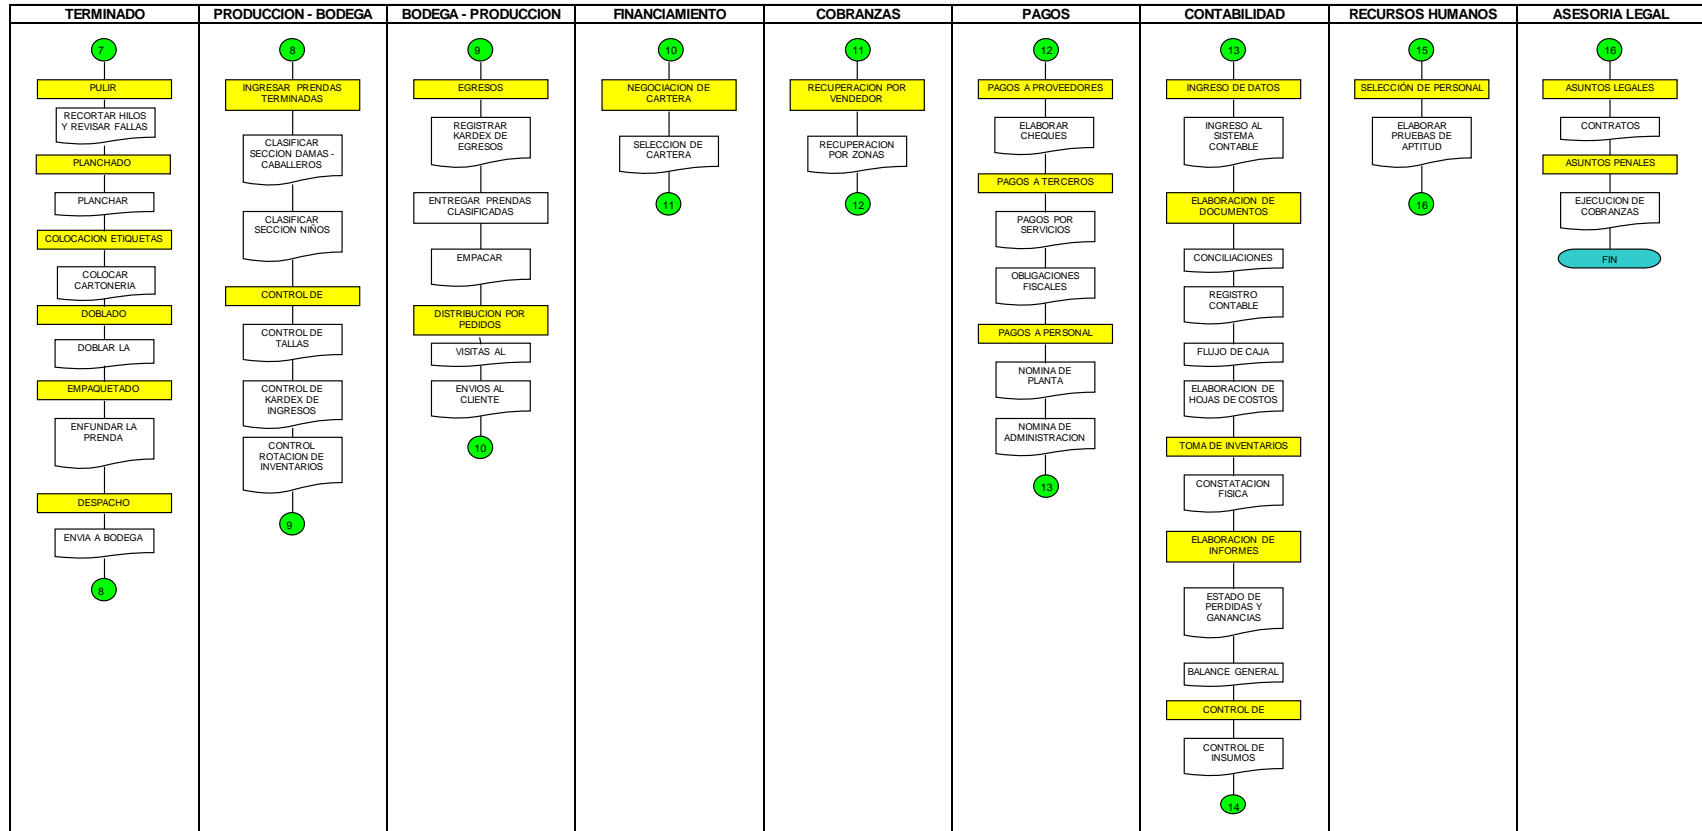 TERMINADO
7
PULIR
RECORTAR HILOS
Y REVISAR FALLAS
PLANCHADO
PLANCHAR
COLOCACION ETIQUETAS
COLOCAR
CARTONERIA
DOBLADO
DOBLAR LA
EMPAQUETADO
ENFUNDAR LA
PRENDA
DESPACHO
ENVIA A BODEGA
8
PRODUCCION - BODEGA
8
INGRESAR PRENDAS
TERMINADAS
CLASIFICAR
SECCION DAMAS -
CABALLEROS
CLASIFICAR
SECCION NIÑOS
CONTROL DE
CONTROL DE
TALLAS
CONTROL DE
KARDEX DE
INGRESOS
CONTROL
ROTACION DE
INVENTARIOS
9
BODEGA - PRODUCCION
9
EGRESOS
REGISTRAR
KARDEX DE
EGRESOS
ENTREGAR PRENDAS
CLASIFICADAS
EMPACAR
DISTRIBUCION POR
PEDIDOS
VISITAS AL
ENVIOS AL
CLIENTE
10
FINANCIAMIENTO
10
NEGOCIACION DE
CARTERA
SELECCION DE
CARTERA
11
COBRANZAS
11
RECUPERACION POR
VENDEDOR
RECUPERACION
POR ZONAS
12
PAGOS
12
PAGOS A PROVEEDORES
ELABORAR
CHEQUES
PAGOS A TERCEROS
PAGOS POR
SERVICIOS
OBLIGACIONES
FISCALES
PAGOS A PERSONAL
NOMINA DE
PLANTA
NOMINA DE
ADMINISTRACION
13
CONTABILIDAD
13
INGRESO DE DATOS
INGRESO AL
SISTEMA
CONTABLE
ELABORACION DE
DOCUMENTOS
CONCILIACIONES
REGISTRO
CONTABLE
FLUJO DE CAJA
ELABORACION DE
HOJAS DE COSTOS
TOMA DE INVENTARIOS
CONSTATACION
FISICA
ELABORACION DE
INFORMES
ESTADO DE
PERDIDAS Y
GANANCIAS
BALANCE GENERAL
CONTROL DE
CONTROL DE
INSUMOS
14
RECURSOS HUMANOS
15
SELECCIÓN DE PERSONAL
ELABORAR
PRUEBAS DE
APTITUD
16
ASESORIA LEGAL
16
ASUNTOS LEGALES
CONTRATOS
ASUNTOS PENALES
EJECUCION DE
COBRANZAS
FIN